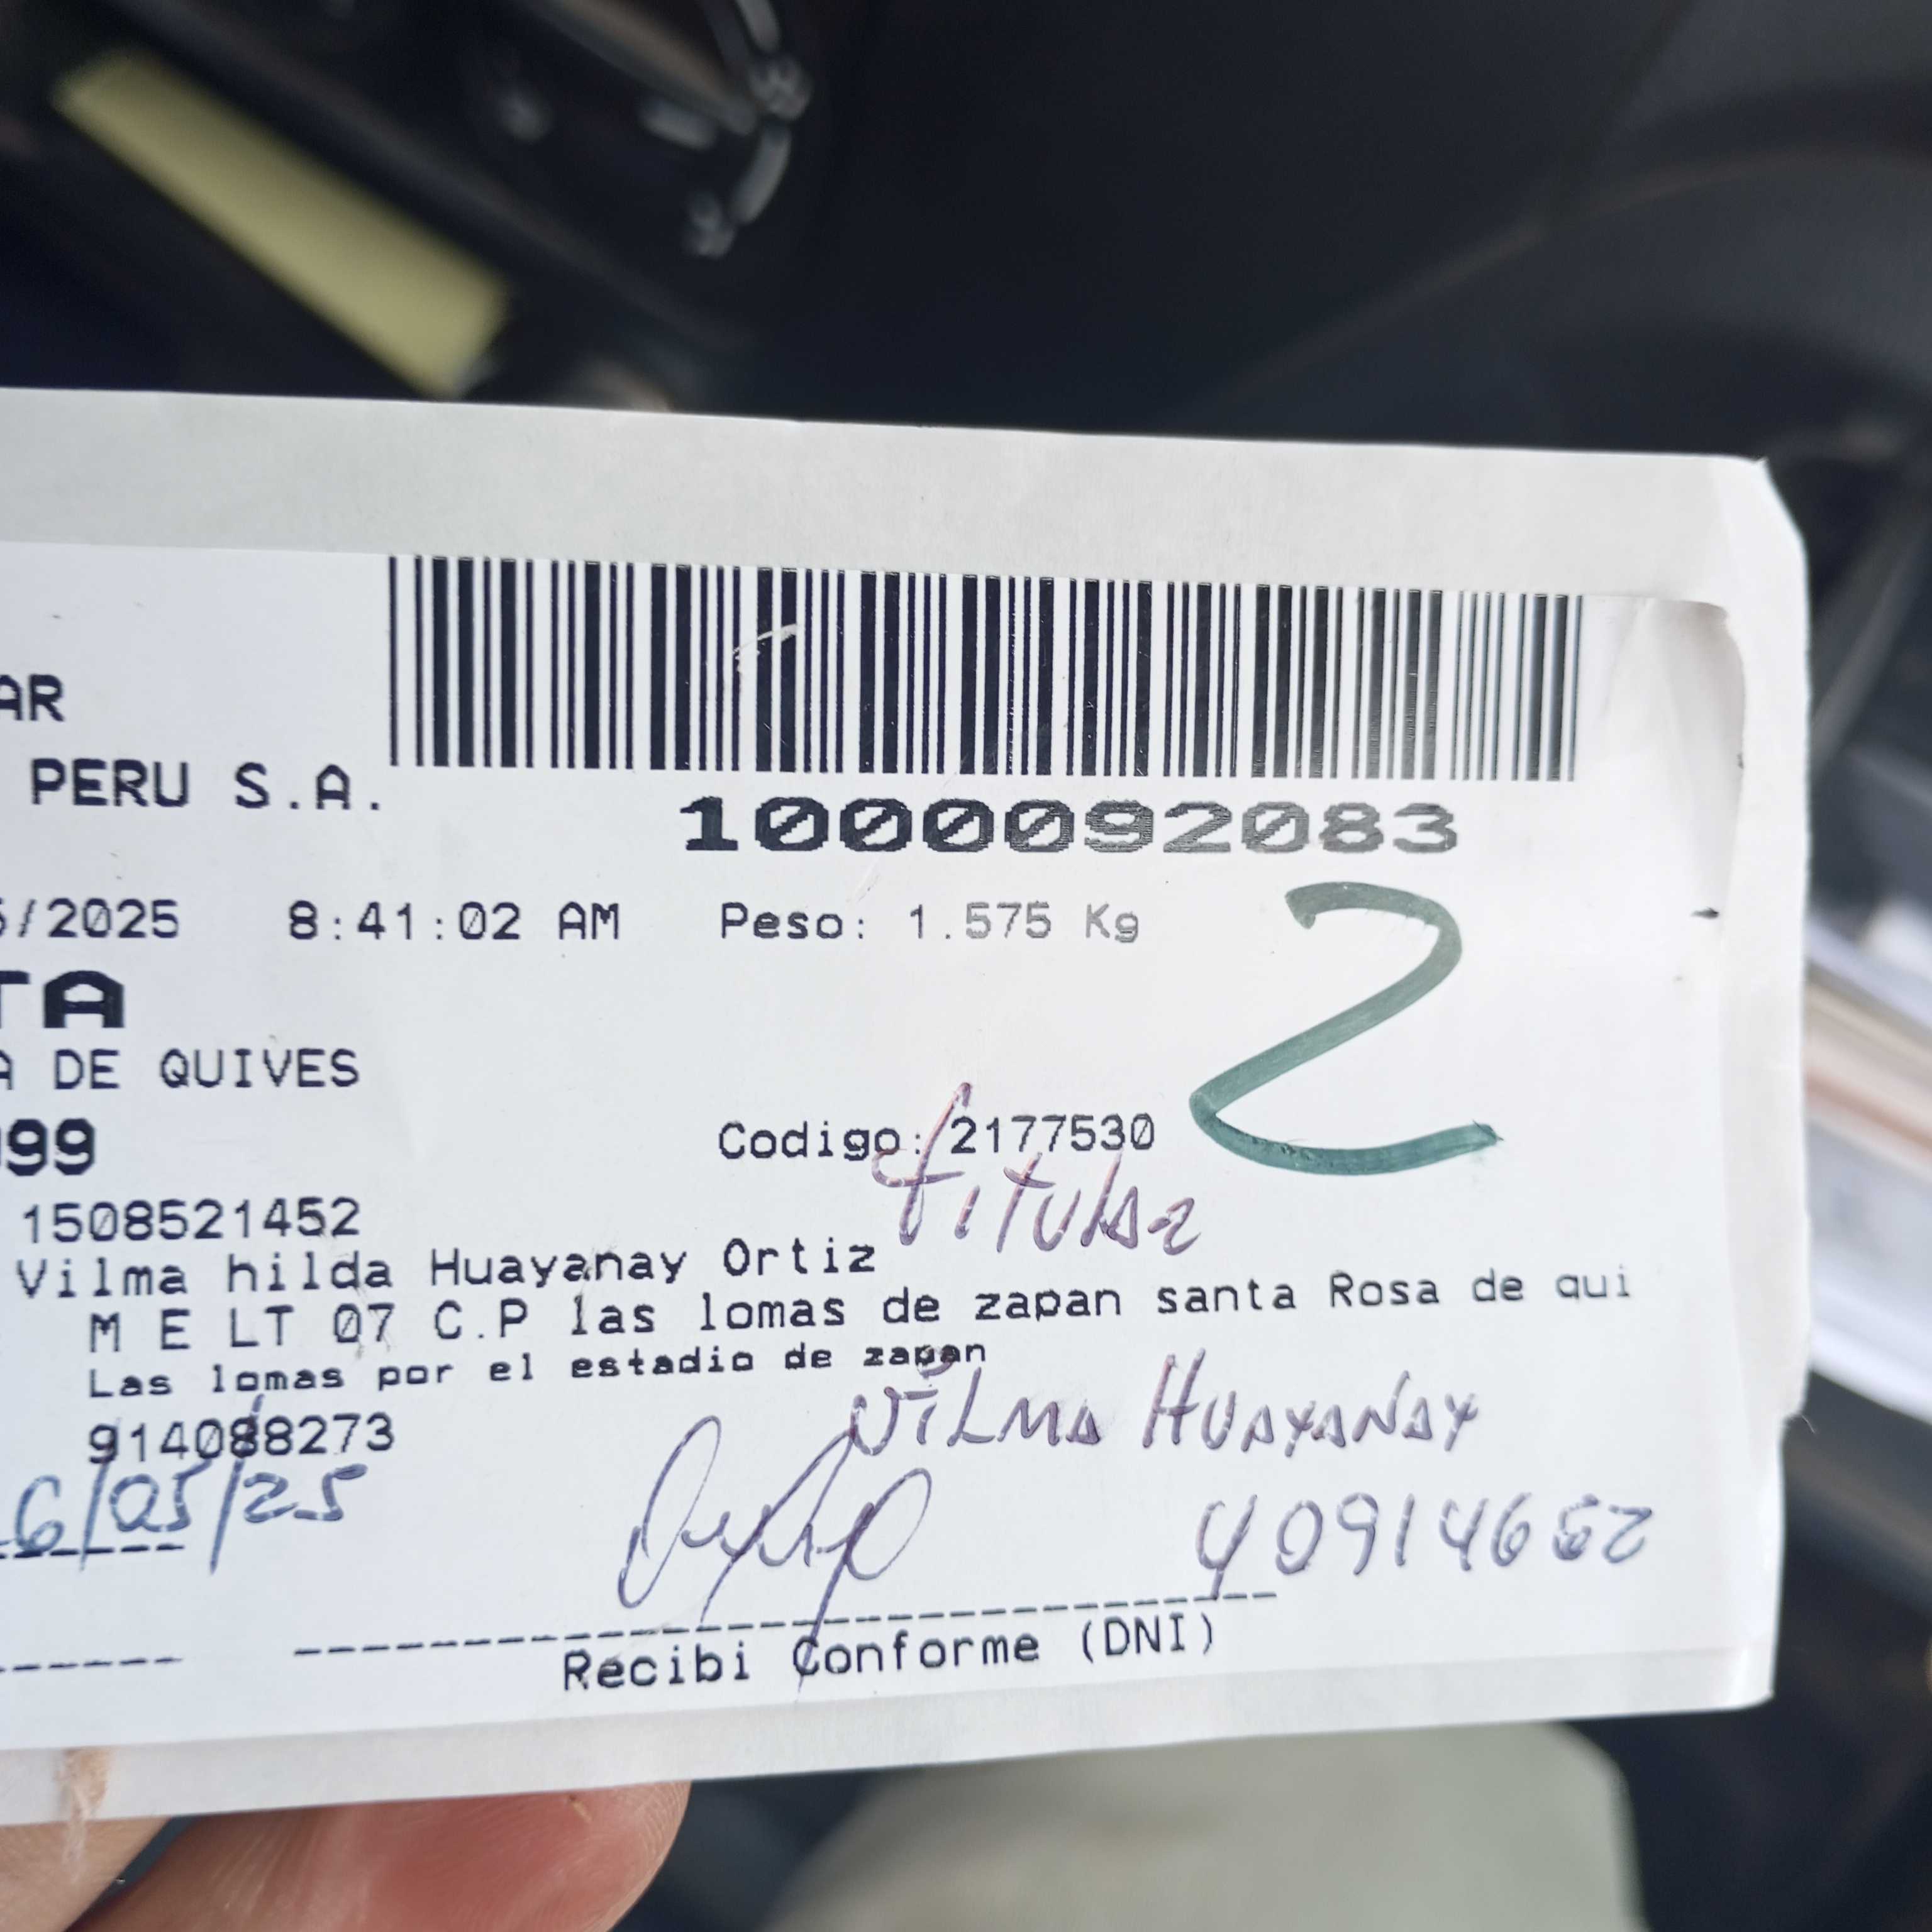 AR
PERU S.A.
1000092083
5/2025 8:41:02 AM Peso: 1.575 Kg
2
TA
A DE QUIVES
999
Codigo: 2177530
titular
1508521452
Vilma hilda Huayanay Ortiz
M E LT 07 C.P las lomas de zapan santa Rosa de qui
Las lomas por el estadio de zapan
914088273
VILMA HUAYANAY
6/05/25
Recibi Conforme (DNI)